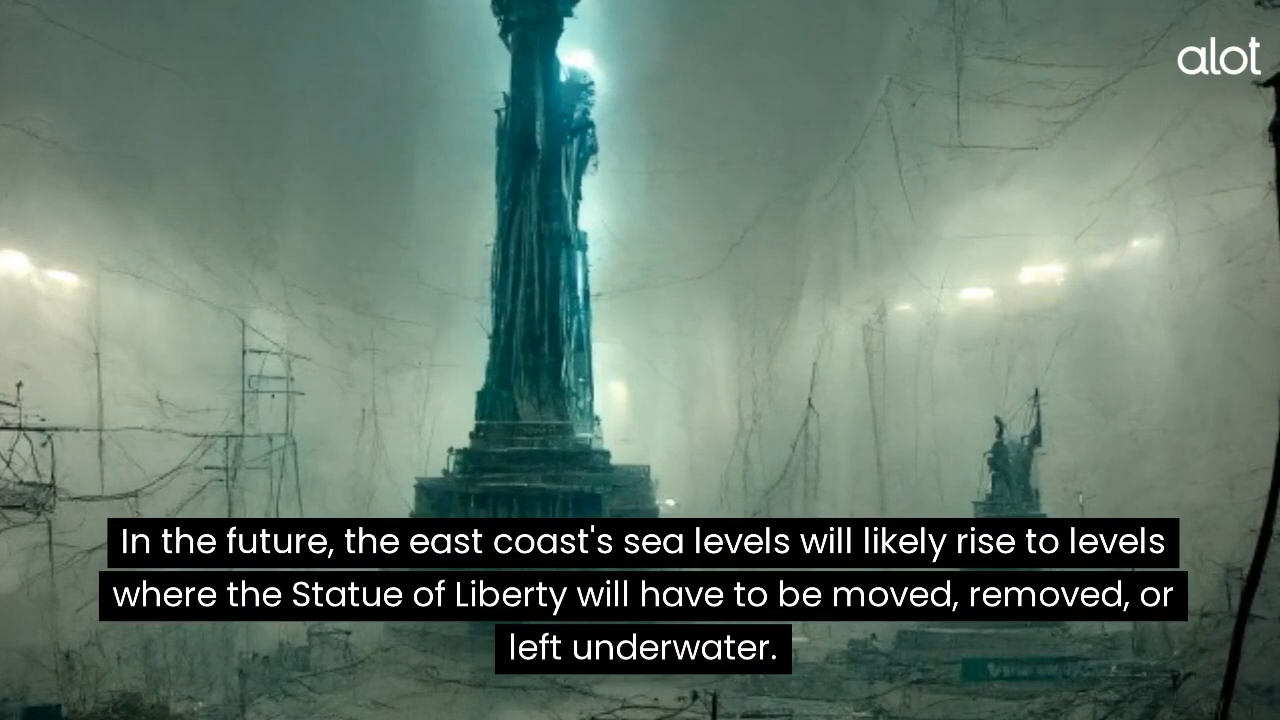 alot
In the future, the east coast's sea levels will likely rise to levels
where the Statue of Liberty will have to be moved, removed, or
left underwater.